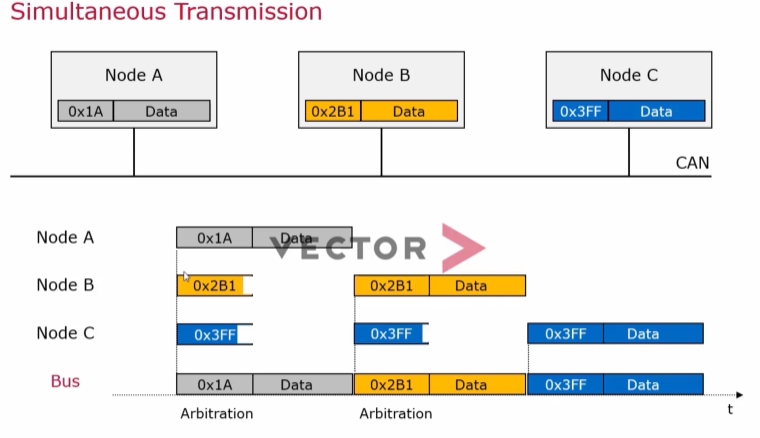 Simultaneous Transmission
Node A
Node B
Node C
0x1A Data
0x2B1 Data
0x3FF Data
CAN
Node A
0x1A Data
VECTOR
Node B
0x2B1
0x2B1 Data
Node C
0x3FF
0x3FF
0x3FF Data
Bus
0x1A Data
0x2B1 Data
0x3FF Data
t
Arbitration
Arbitration